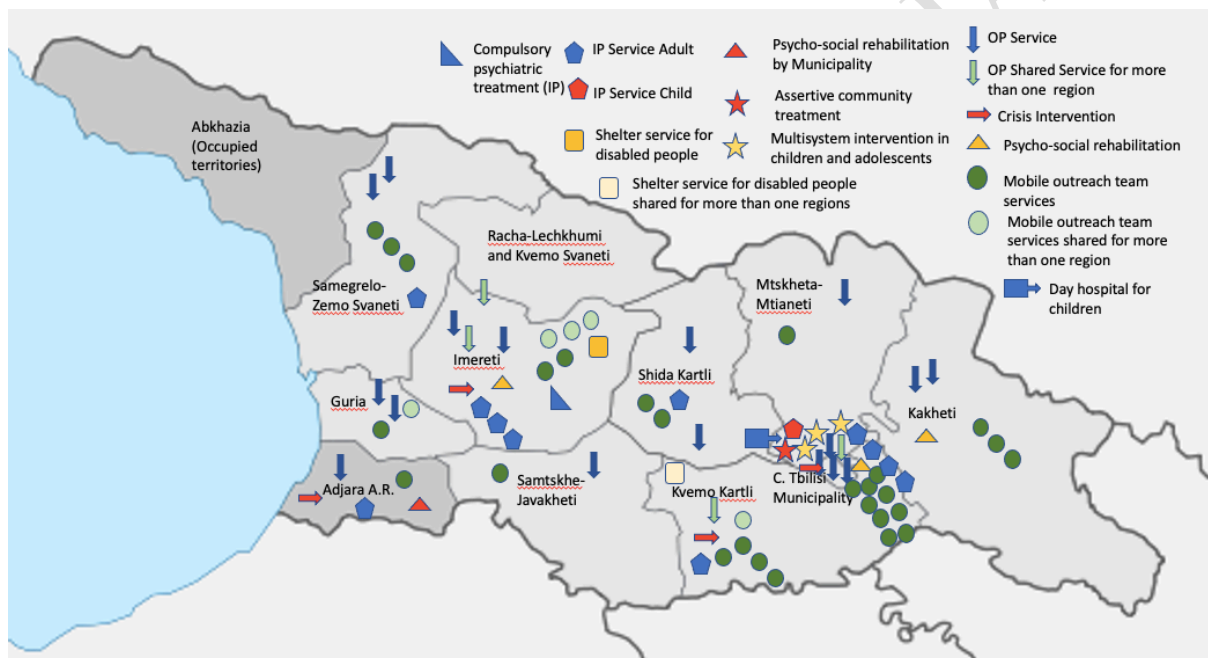 Compulsory
psychiatric
treatment (IP)
IP Service Adult
IP Service Child
Shelter service for
disabled people
Shelter service for disabled people
shared for more than one regions
Psycho-social rehabilitation
by Municipality
Assertive community
treatment
Multisystem intervention in
children and adolescents
OP Service
OP Shared Service for more
than one region
Crisis Intervention
Psycho-social rehabilitation
Mobile outreach team
services
Mobile outreach team
services shared for more
than one region
Day hospital for
children
Abkhazia
(Occupied
territories)
Racha-Lechkhumi
and Kvemo Svaneti
Samegrelo-
Zemo Svaneti
Mtskheta-
Mtianeti
Imereti
Shida Kartli
Guria
Kakheti
Adjara A.R.
Samtskhe-
Javakheti
Kvemo Kartli
C. Tbilisi
Municipality